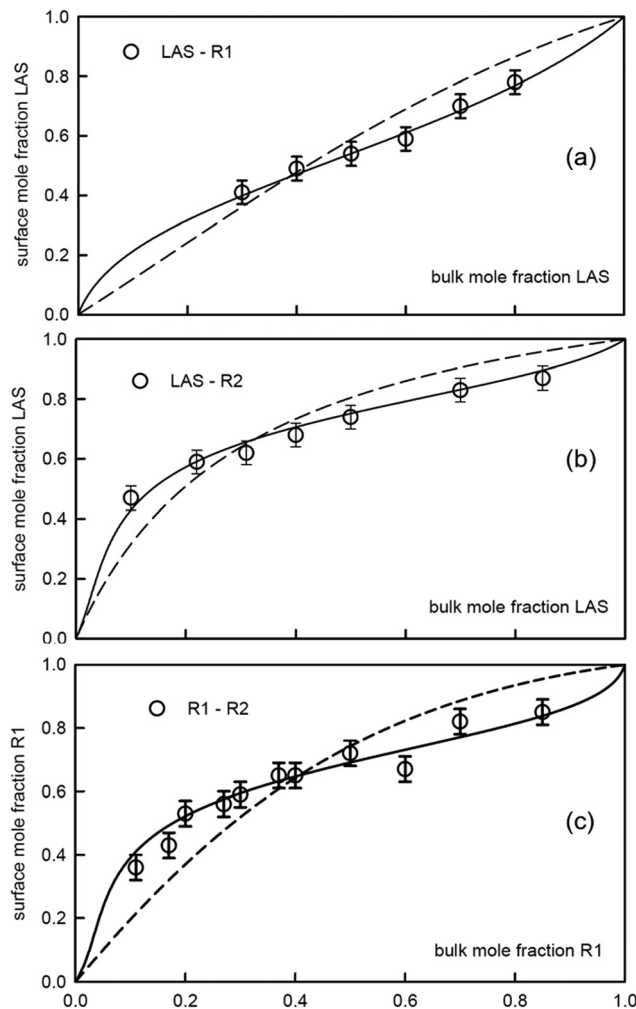 1.0
LAS - R1
0.8
0.6
(a)
0.4
0.2
bulk mole fraction LAS
0.0
surface mole fraction LAS
1.0
LAS - R2
0.8
0.6
(b)
0.4
0.2
bulk mole fraction LAS
0.0
surface mole fraction LAS
1.0
R1 - R2
0.8
0.6
(c)
0.4
0.2
bulk mole fraction R1
0.0
surface mole fraction R1
0.0 0.2 0.4 0.6 0.8 1.0